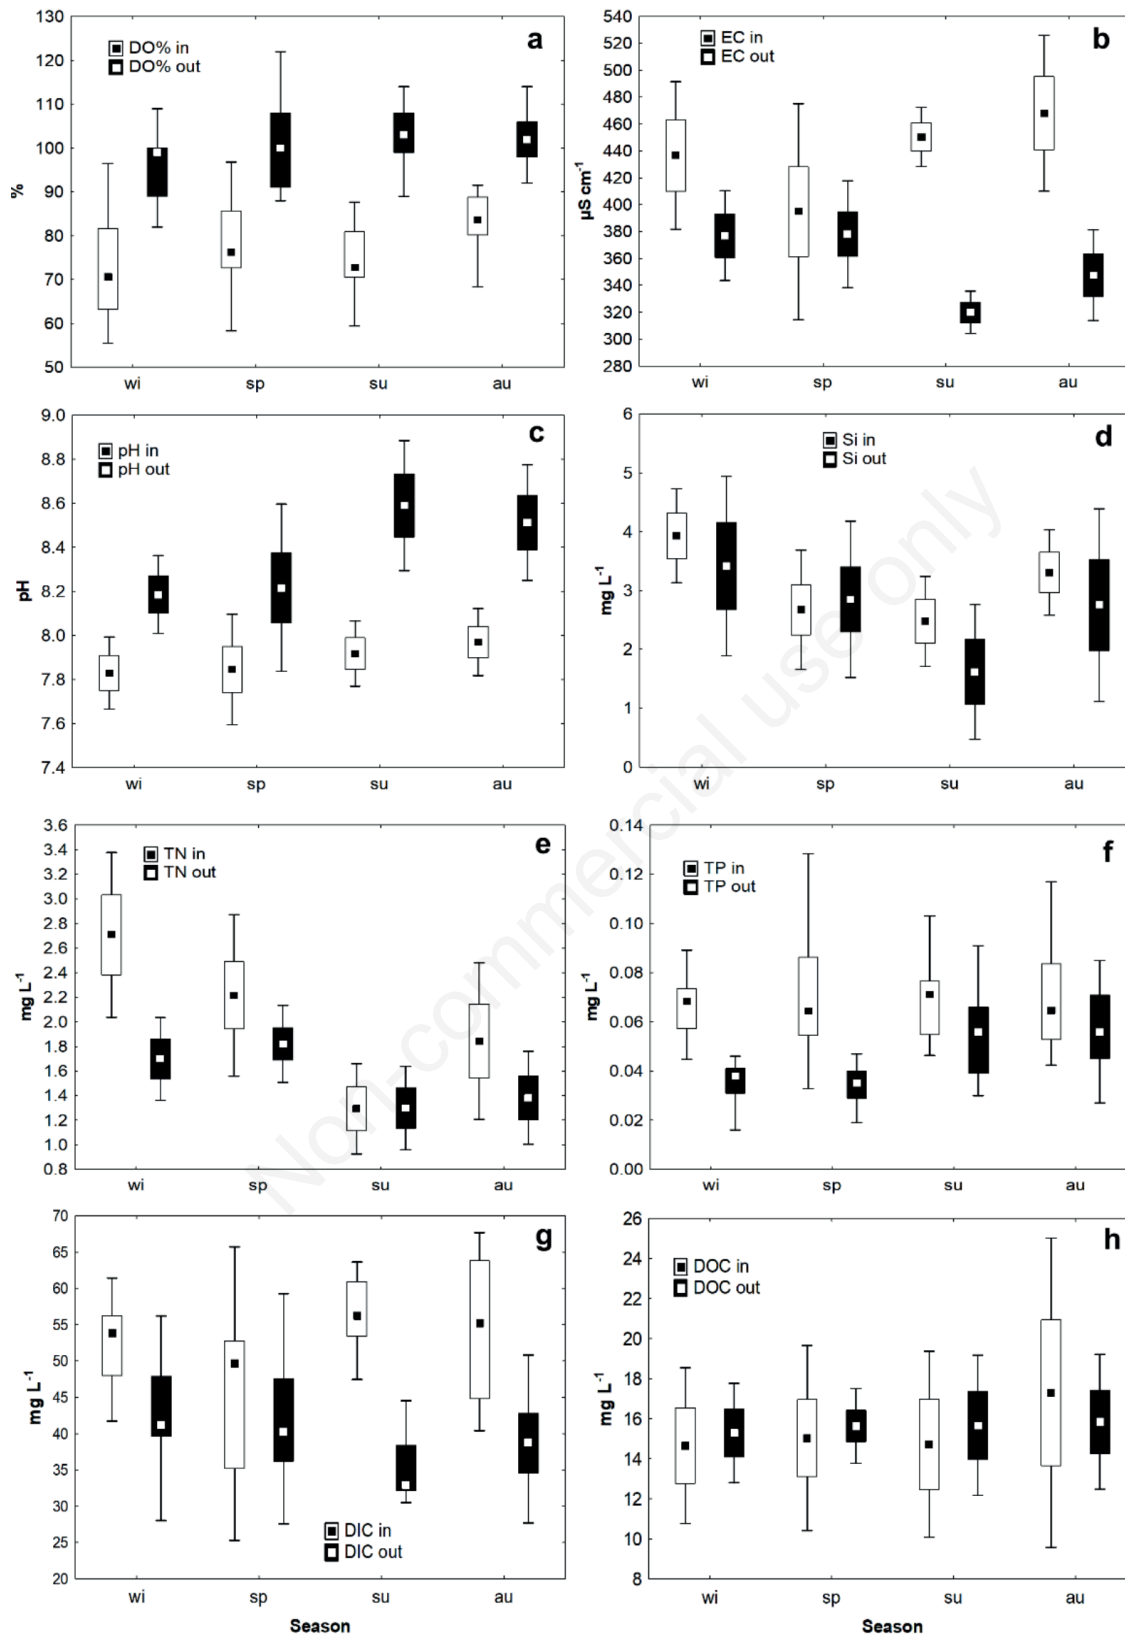 a
DO% in
DO% out
130
120
110
100
90
80
70
60
50
%
wi sp su au
b
EC in
EC out
540
520
500
480
460
440
420
400
380
360
340
320
300
280
µS cm-1
wi sp su au
c
pH in
pH out
9.0
8.8
8.6
8.4
8.2
8.0
7.8
7.6
7.4
pH
wi sp su au
d
Si in
Si out
6
5
4
3
2
1
0
mg L-1
wi sp su au
e
TN in
TN out
3.6
3.4
3.2
3.0
2.8
2.6
2.4
2.2
2.0
1.8
1.6
1.4
1.2
1.0
0.8
mg L-1
wi sp su au
f
TP in
TP out
0.14
0.12
0.10
0.08
0.06
0.04
0.02
0.00
mg L-1
wi sp su au
g
70
65
60
55
50
45
40
35
30
25
20
mg L-1
DIC in
DIC out
wi sp su au
Season
h
DOC in
DOC out
26
24
22
20
18
16
14
12
10
8
mg L-1
wi sp su au
Season
Non-commercial use only